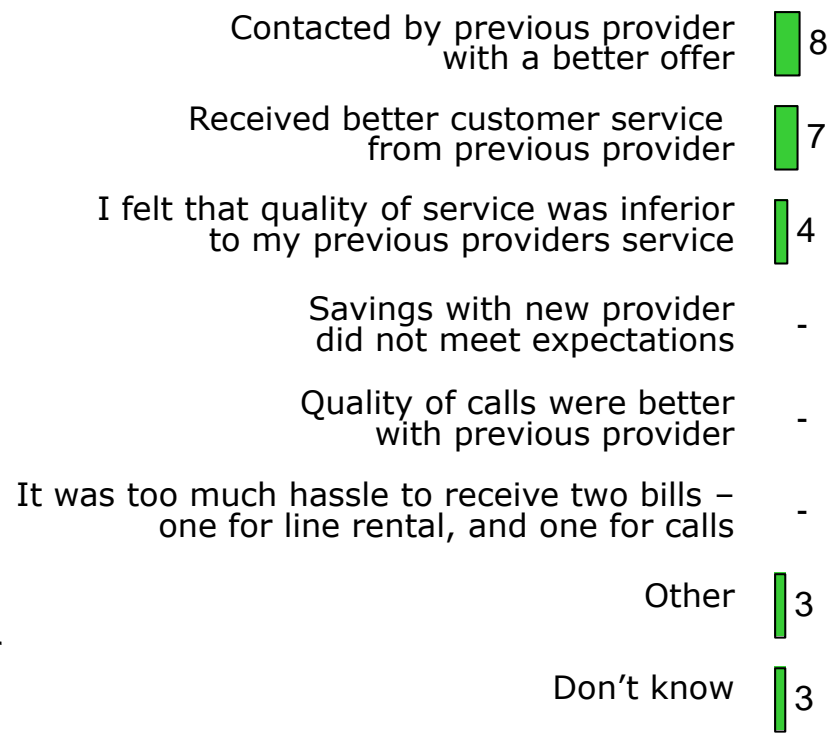 Contacted by previous provider
with a better offer
8
Received better customer service
from previous provider
7
I felt that quality of service was inferior
to my previous providers service
4
Savings with new provider
did not meet expectations
-
Quality of calls were better
with previous provider
-
It was too much hassle to receive two bills –
one for line rental, and one for calls
-
Other
3
Don’t know
3